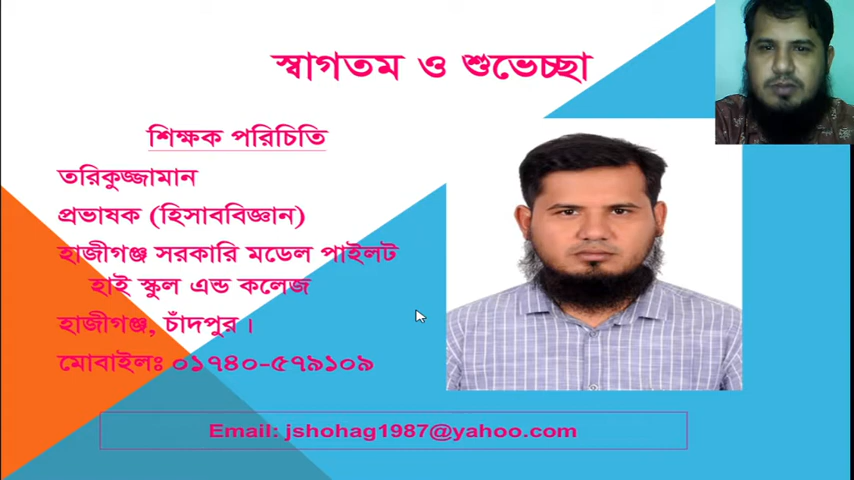 স্বাগতম ও শুভেচ্ছা
শিক্ষক পরিচিতি
তরিকুজ্জামান
প্রভাষক (হিসাববিজ্ঞান)
হাজীগঞ্জ সরকারি মডেল পাইলট
হাই স্কুল এন্ড কলেজ
হাজীগঞ্জ, চাঁদপুর।
মোবাইলঃ ০১৭৪০-৫৭৯১০৯
Email: jshohag1987@yahoo.com